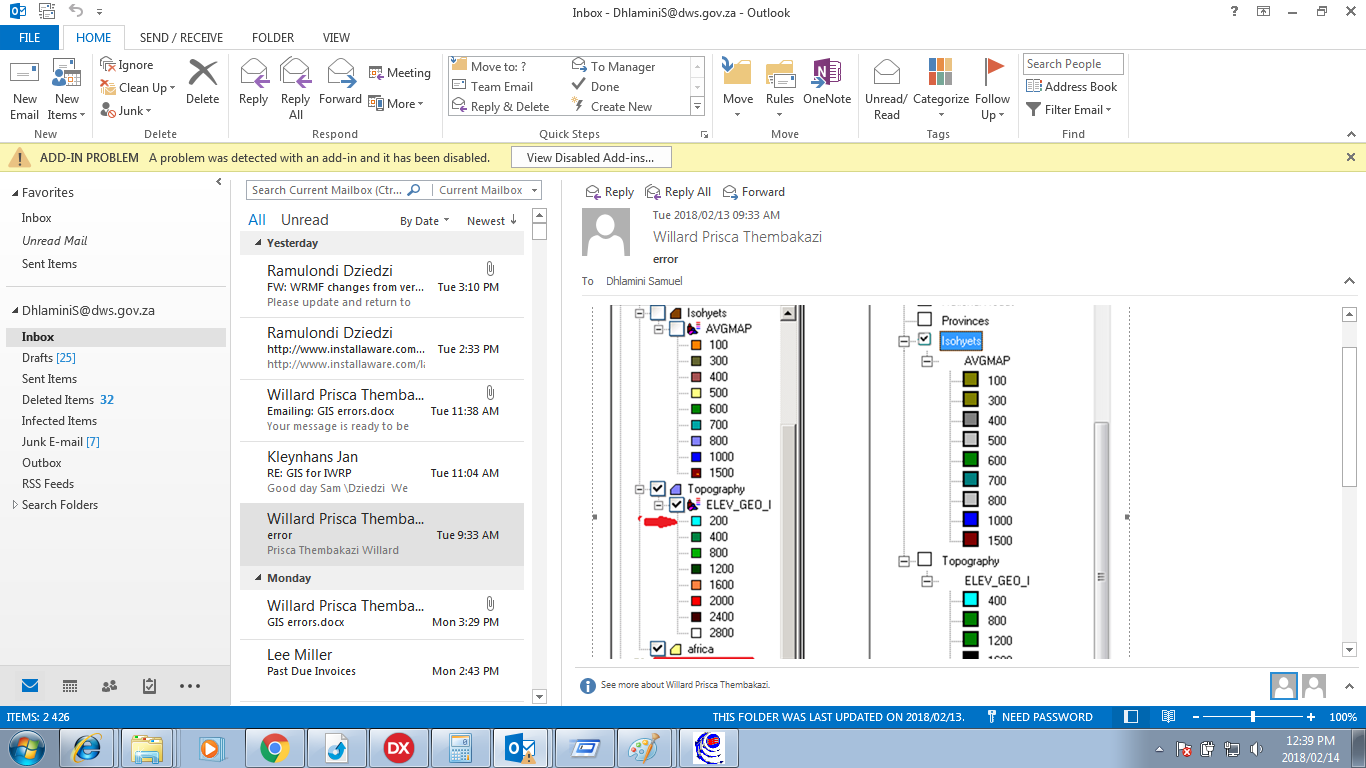 Inbox - DhlaminiS@dws.gov.za - Outlook
FILE HOME SEND / RECEIVE FOLDER VIEW
New Email
New Items
Ignore
Clean Up
Junk
Delete
Reply
Reply All
Forward
Meeting
More
Move to: ?
Team Email
Reply & Delete
To Manager
Done
Create New
Move
Rules
OneNote
Unread/ Read
Categorize
Follow Up
Search People
Address Book
Filter Email
New Delete Respond Quick Steps Move Tags Find
ADD-IN PROBLEM A problem was detected with an add-in and it has been disabled. View Disabled Add-ins...
Favorites
Inbox
Unread Mail
Sent Items
DhlaminiS@dws.gov.za
Inbox
Drafts [25]
Sent Items
Deleted Items 32
Infected Items
Junk E-mail [7]
Outbox
RSS Feeds
Search Folders
Search Current Mailbox (Ctr... Current Mailbox
All Unread By Date Newest
Yesterday
Ramulondi Dziedzi
FW: WRMF changes from ver... Tue 3:10 PM
Please update and return to
Ramulondi Dziedzi
http://www.installaware.com... Tue 2:33 PM
Willard Prisca Themba...
Emailing: GIS errors.docx Tue 11:38 AM
Your message is ready to be
Kleynhans Jan
RE: GIS for IWRP Tue 11:04 AM
Good day Sam \Dziedzi We
Willard Prisca Themba...
error Tue 9:33 AM
Prisca Thembakazi Willard
Monday
Willard Prisca Themba...
GIS errors.docx Mon 3:29 PM
Lee Miller
Past Due Invoices Mon 2:43 PM
Reply Reply All Forward
Tue 2018/02/13 09:33 AM
Willard Prisca Thembakazi
error
To Dhlamini Samuel
Isohyets
AVGMAP
100
300
400
500
600
700
800
1000
1500
Topography
ELEV_GEO_I
200
400
800
1200
1600
2000
2400
2800
africa
Provinces
Isohyets
AVGMAP
100
300
400
500
600
700
800
1000
1500
Topography
ELEV_GEO_I
400
800
1200
See more about Willard Prisca Thembakazi.
ITEMS: 2 426 THIS FOLDER WAS LAST UPDATED ON 2018/02/13. NEED PASSWORD 100%
DX
12:39 PM
2018/02/14